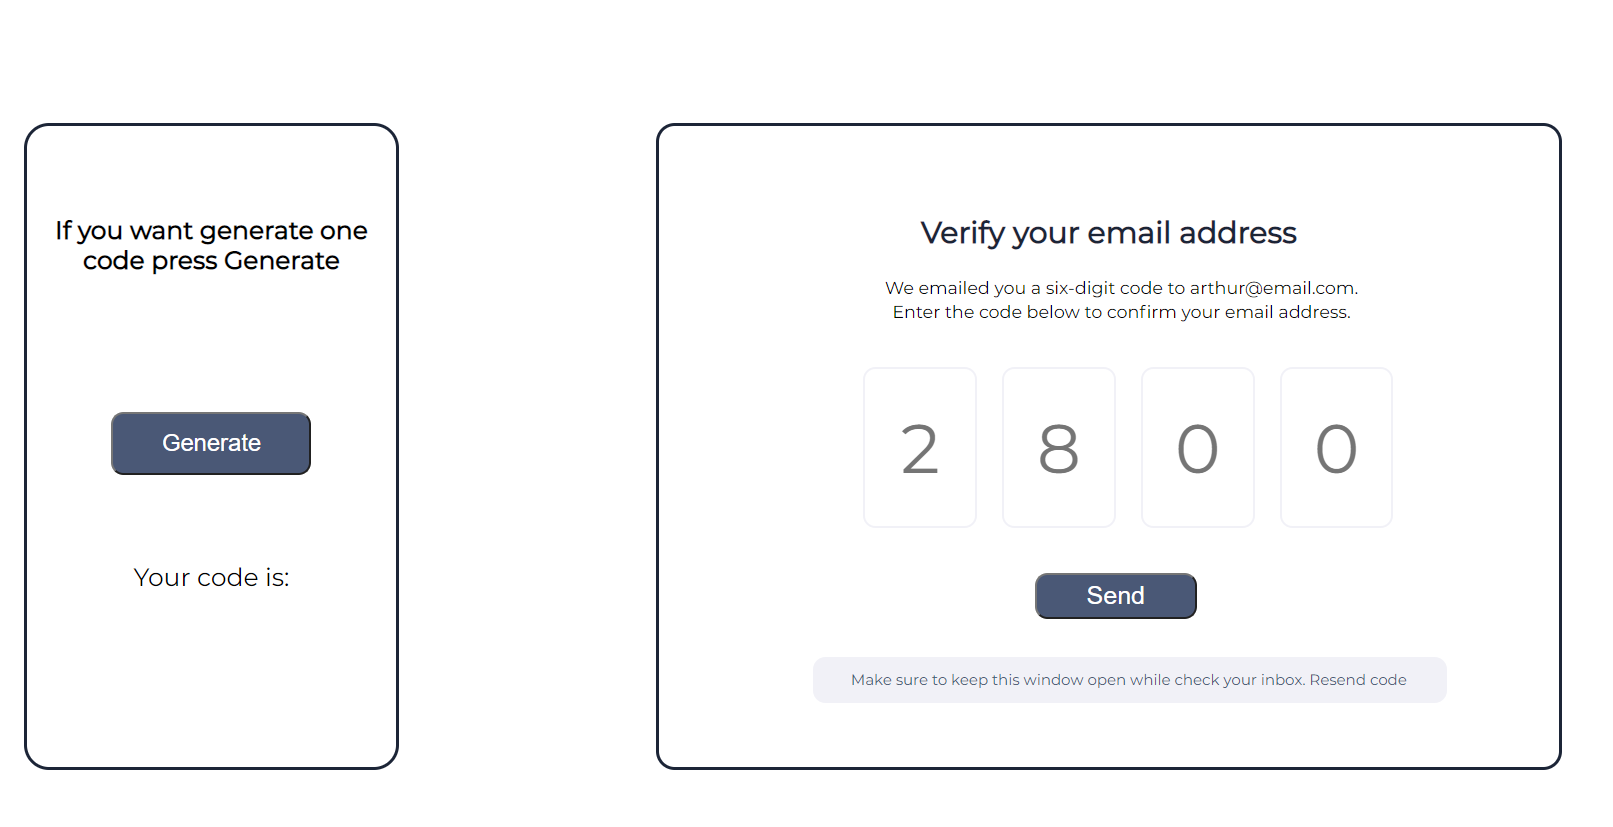 If you want generate one
code press Generate
Generate
Your code is:
Verify your email address
We emailed you a six-digit code to arthur@email.com.
Enter the code below to confirm your email address.
2 8 0 0
Send
Make sure to keep this window open while check your inbox. Resend code